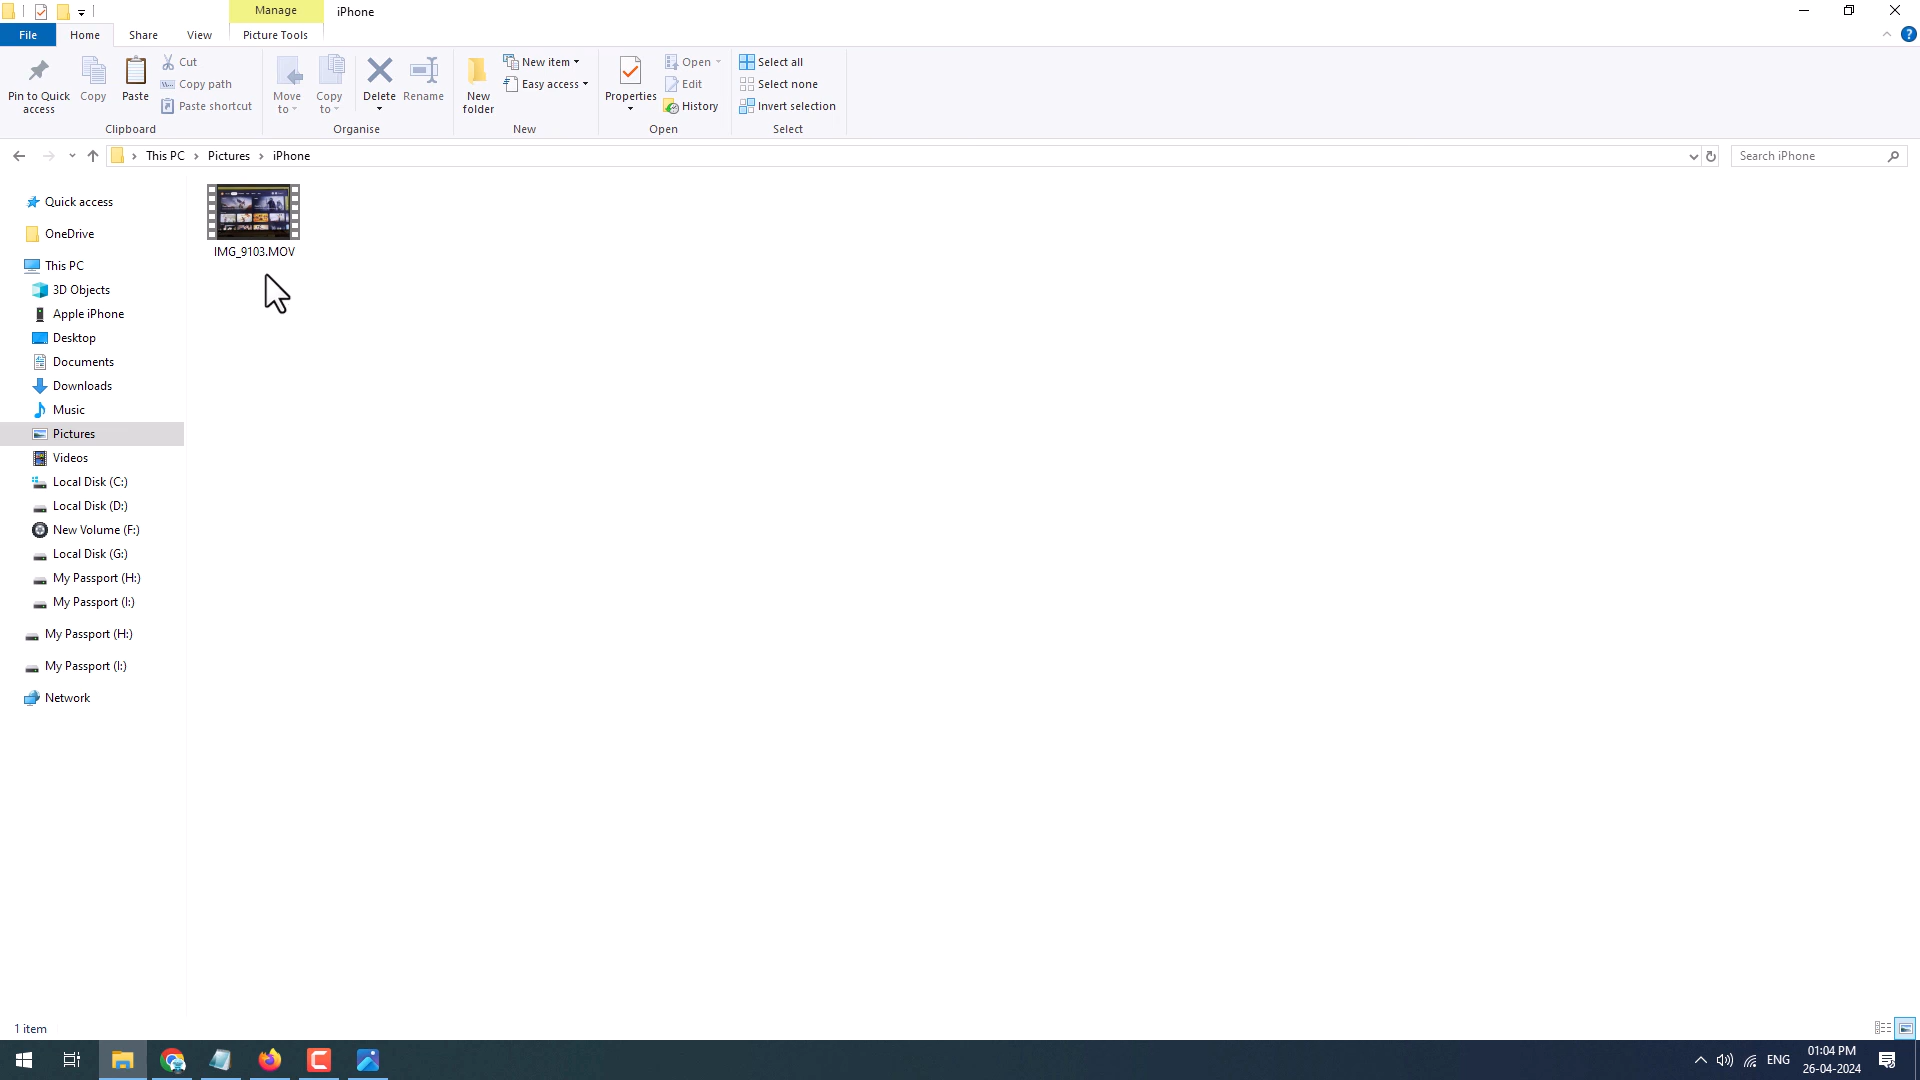 Manage
iPhone
File
Home
Share
View
Picture Tools
Pin to Quick access
Copy
Paste
Cut
Copy path
Paste shortcut
Clipboard
Move to
Copy to
Delete
Rename
Organise
New folder
New item
Easy access
New
Properties
Open
Edit
History
Open
Select all
Select none
Invert selection
Select
This PC
Pictures
iPhone
Search iPhone
Quick access
OneDrive
This PC
3D Objects
Apple iPhone
Desktop
Documents
Downloads
Music
Pictures
Videos
Local Disk (C:)
Local Disk (D:)
New Volume (F:)
Local Disk (G:)
My Passport (H:)
My Passport (I:)
My Passport (H:)
My Passport (I:)
Network
IMG_9103.MOV
1 item
ENG
01:04 PM
26-04-2024